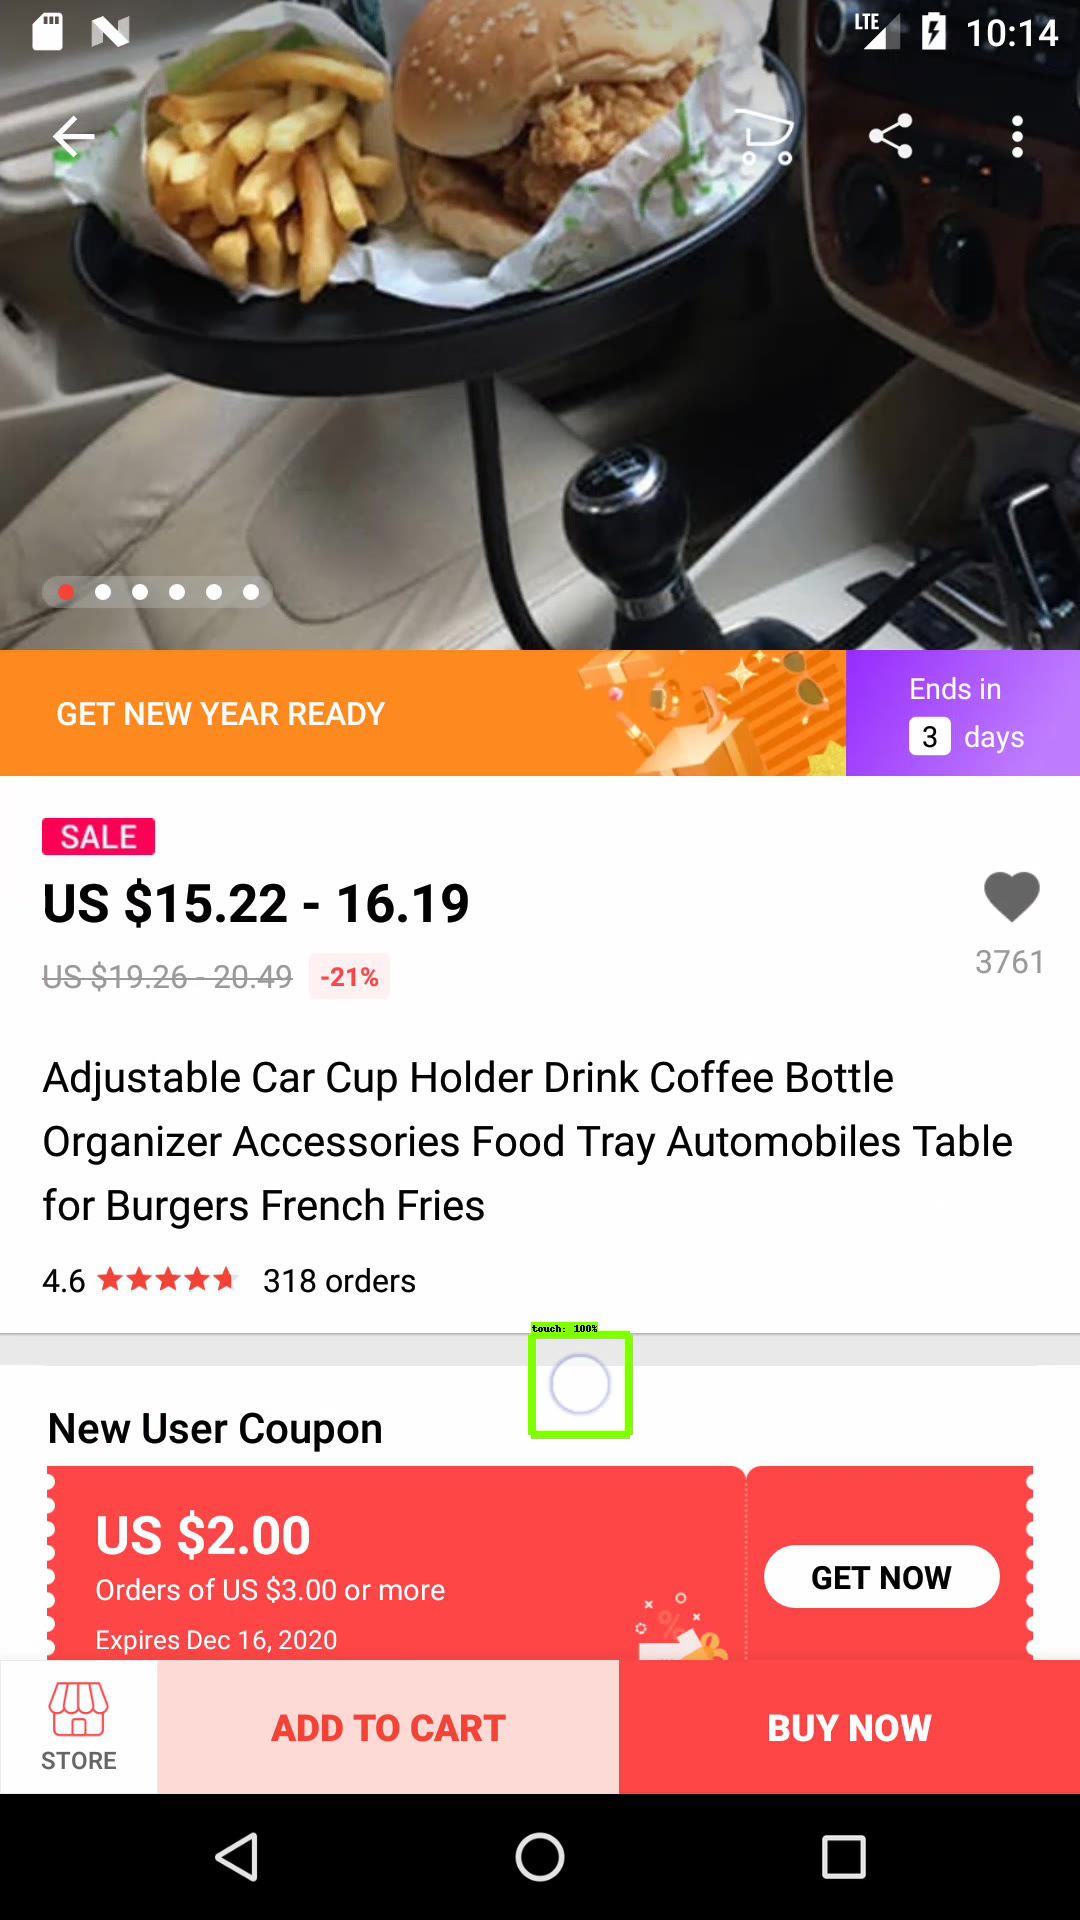 LTE 10:14
GET NEW YEAR READY
Ends in
3 days
SALE
US $15.22 - 16.19
US $19.26 - 20.49 -21%
3761
Adjustable Car Cup Holder Drink Coffee Bottle
Organizer Accessories Food Tray Automobiles Table
for Burgers French Fries
4.6 318 orders
touch: 100%
New User Coupon
US $2.00
Orders of US $3.00 or more
Expires Dec 16, 2020
GET NOW
STORE
ADD TO CART
BUY NOW